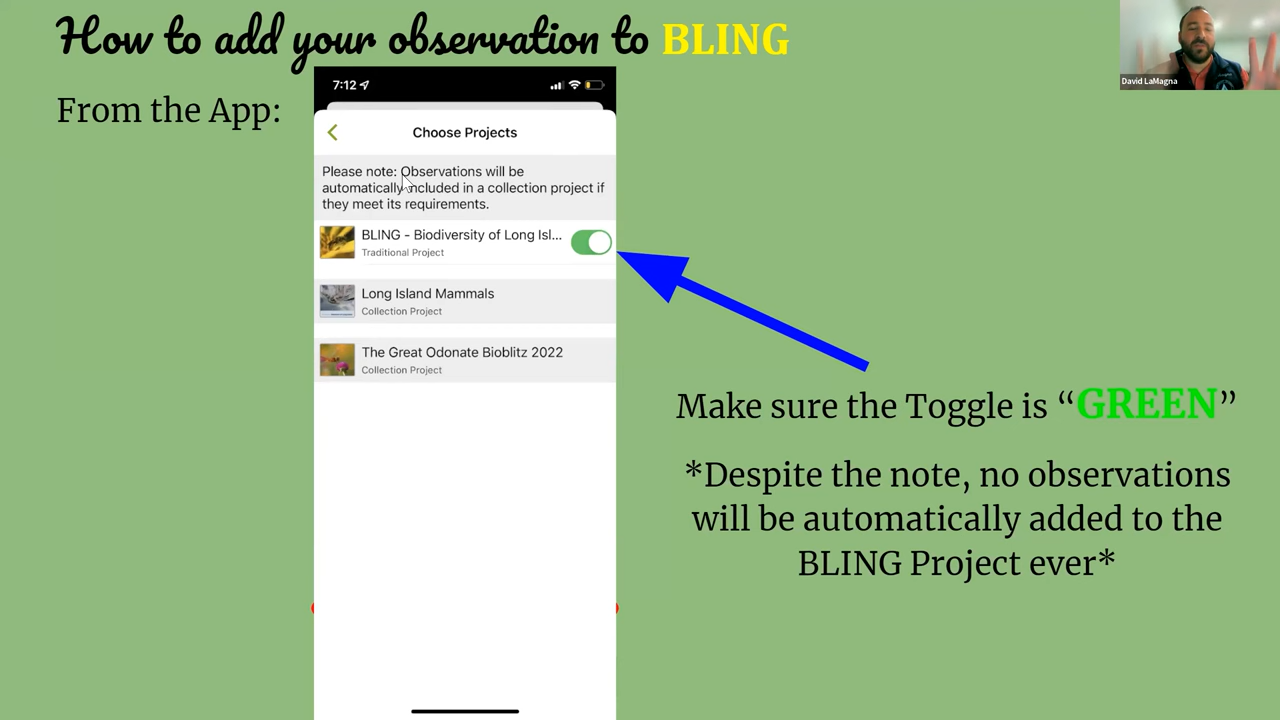 How to add your observation to BLING
David LaMagna
From the App:
7:12
Choose Projects
Please note: Observations will be
automatically included in a collection project if
they meet its requirements.
BLING - Biodiversity of Long Isl...
Traditional Project
Long Island Mammals
Collection Project
The Great Odonate Bioblitz 2022
Collection Project
Make sure the Toggle is “GREEN”
*Despite the note, no observations
will be automatically added to the
BLING Project ever*